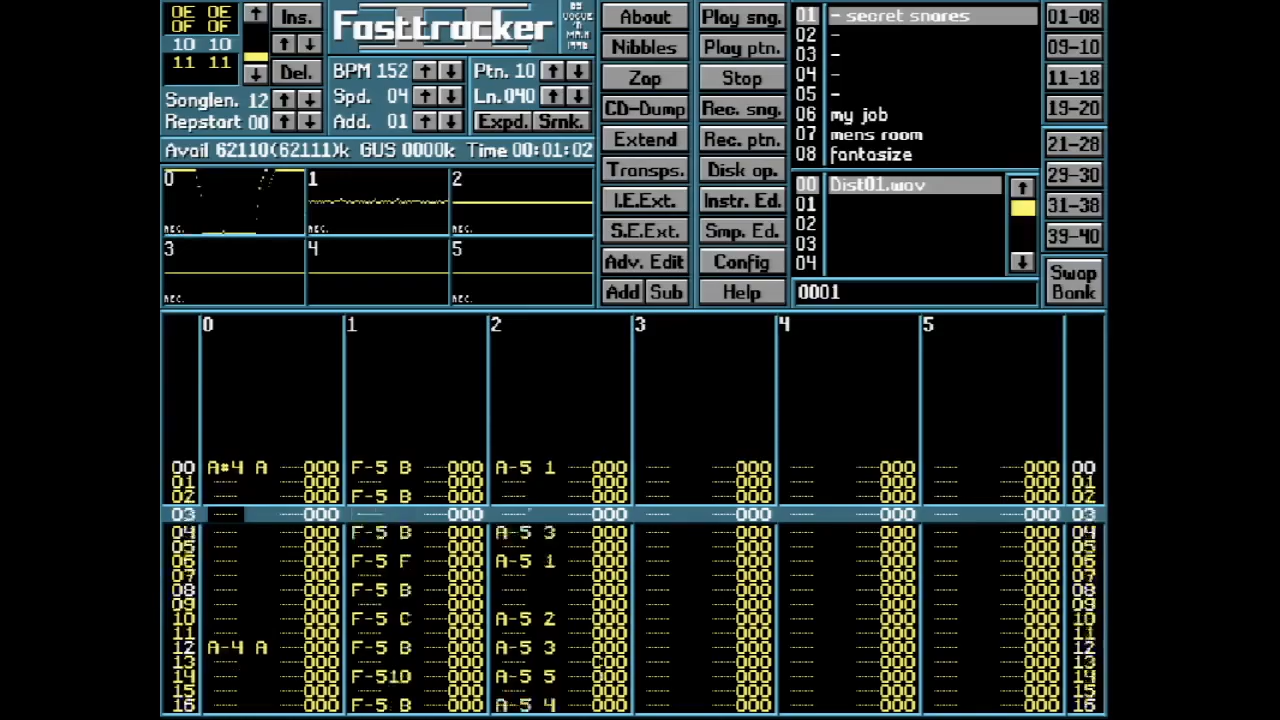 0E 0E
0F 0F
10 10
11 11
Ins.
Del.
Songlen. 12
Repstart 00
Fasttracker
BY
VOGUE
BPM 152
Spd. 04
Add. 01
Ptn. 10
Ln. 040
Expd. Srnk.
Avail 62110(62111)k GUS 0000k Time 00:01:02
0 1 2
REC. REC. REC.
3 4 5
REC. REC.
About
Nibbles
Zap
CD-Dump
Extend
Transps.
I.E.Ext.
S.E.Ext.
Adv. Edit
Add Sub
Play sng.
Play ptn.
Stop
Rec. sng.
Rec. ptn.
Disk op.
Instr. Ed.
Smp. Ed.
Config
Help
01 - secret snares
02 -
03 -
04 -
05 -
06 my job
07 mens room
08 fantasize
00 Dist01.wav
01
02
03
04
0001
01-08
09-10
11-18
19-20
21-28
29-30
31-38
39-40
Swap
Bank
0 1 2 3 4 5
00 A#4 A 000 F-5 B 000 A-5 1 000 000 000 000 00
01 000 000 000 000 000 000 01
02 000 F-5 B 000 000 000 000 000 02
03 000 000 000 000 000 000 03
04 000 F-5 B 000 A-5 3 000 000 000 000 04
05 000 000 000 000 000 000 05
06 000 F-5 F 000 A-5 1 000 000 000 000 06
07 000 000 000 000 000 000 07
08 000 F-5 B 000 000 000 000 000 08
09 000 000 000 000 000 000 09
10 000 F-5 C 000 A-5 2 000 000 000 000 10
11 000 000 000 000 000 000 11
12 A-4 A 000 F-5 B 000 A-5 3 000 000 000 000 12
13 000 000 000 000 000 000 13
14 000 F-510 000 A-5 5 000 000 000 000 14
15 000 000 000 000 000 000 15
16 000 F-5 B 000 A-5 4 000 000 000 000 16